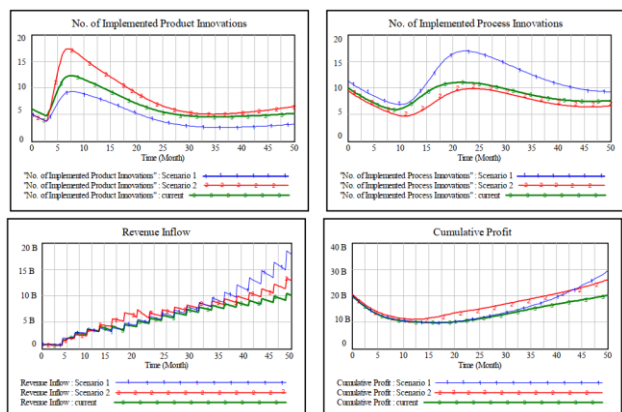 No. of Implemented Product Innovations
20
15
10
5
0
0 5 10 15 20 25 30 35 40 45 50
Time (Month)
"No. of Implemented Product Innovations" : Scenario 1
"No. of Implemented Product Innovations" : Scenario 2
"No. of Implemented Product Innovations" : current
No. of Implemented Process Innovations
20
15
10
5
0
0 5 10 15 20 25 30 35 40 45 50
Time (Month)
"No. of Implemented Process Innovations" : Scenario 1
"No. of Implemented Process Innovations" : Scenario 2
"No. of Implemented Process Innovations" : current
Revenue Inflow
20 B
15 B
10 B
5 B
0
0 5 10 15 20 25 30 35 40 45 50
Time (Month)
Revenue Inflow : Scenario 1
Revenue Inflow : Scenario 2
Revenue Inflow : current
Cumulative Profit
40 B
30 B
20 B
10 B
0
0 5 10 15 20 25 30 35 40 45 50
Time (Month)
Cumulative Profit : Scenario 1
Cumulative Profit : Scenario 2
Cumulative Profit : current